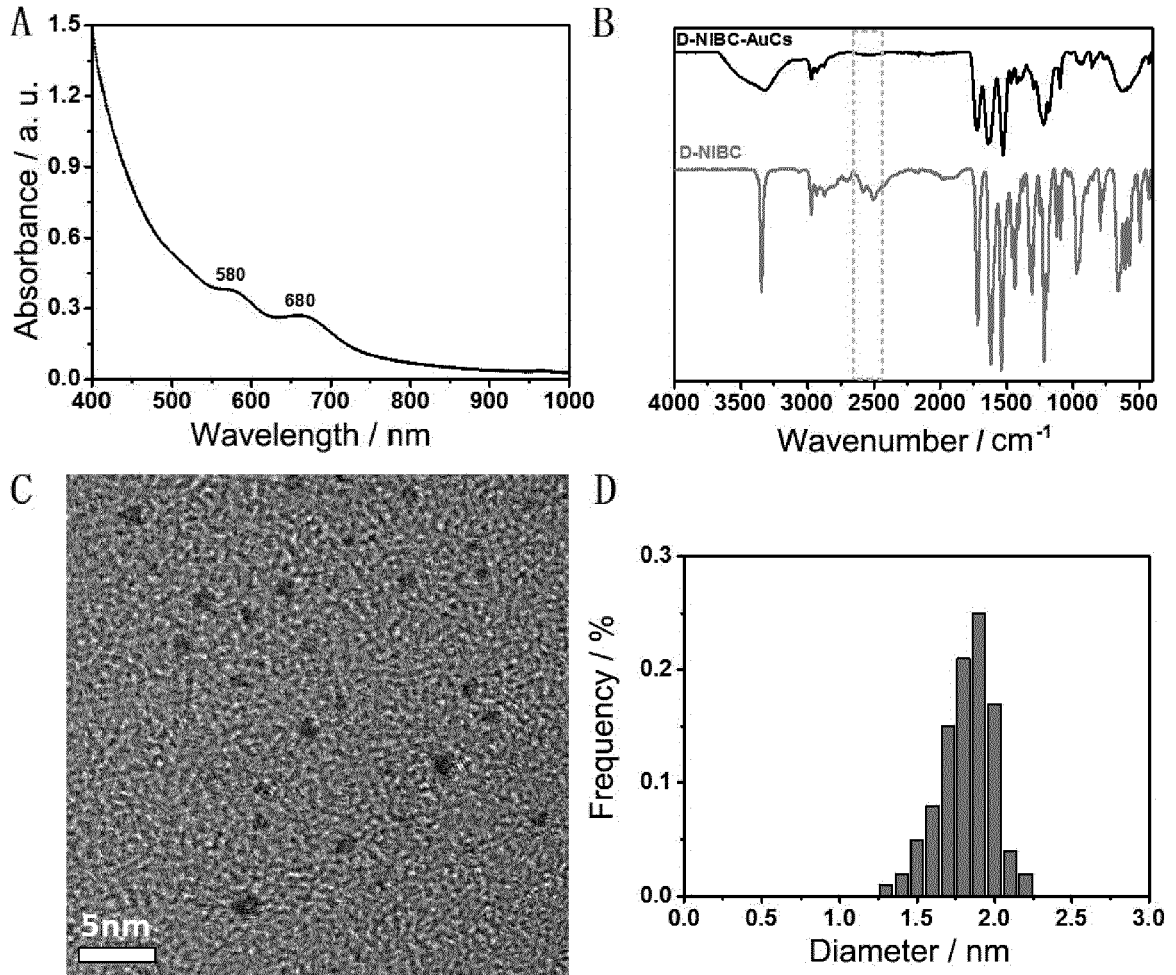 A
1.5
1.2
0.9
0.6
0.3
0.0
Absorbance / a. u.
580
680
400 500 600 700 800 900 1000
Wavelength / nm
B
D-NIBC-AuCs
D-NIBC
4000 3500 3000 2500 2000 1500 1000 500
Wavenumber / cm⁻¹
C
5nm
D
0.3
0.2
0.1
0.0
Frequency / %
0.0 0.5 1.0 1.5 2.0 2.5 3.0
Diameter / nm